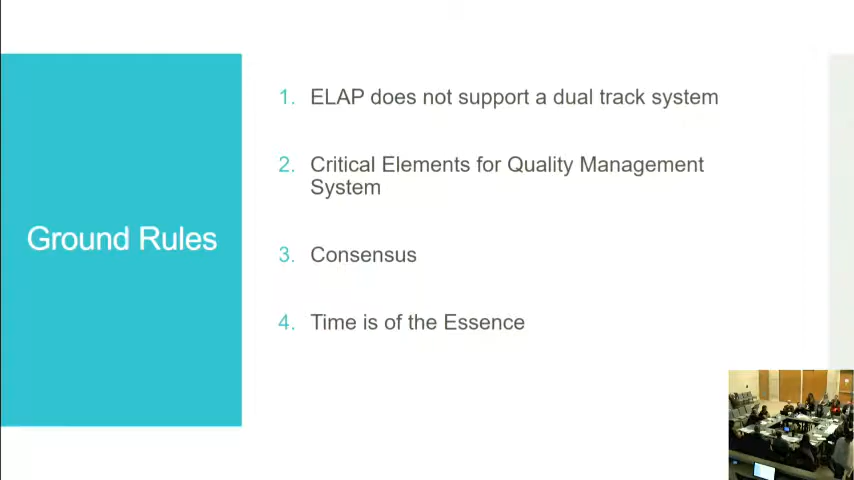 Ground Rules
1. ELAP does not support a dual track system
2. Critical Elements for Quality Management
System
3. Consensus
4. Time is of the Essence